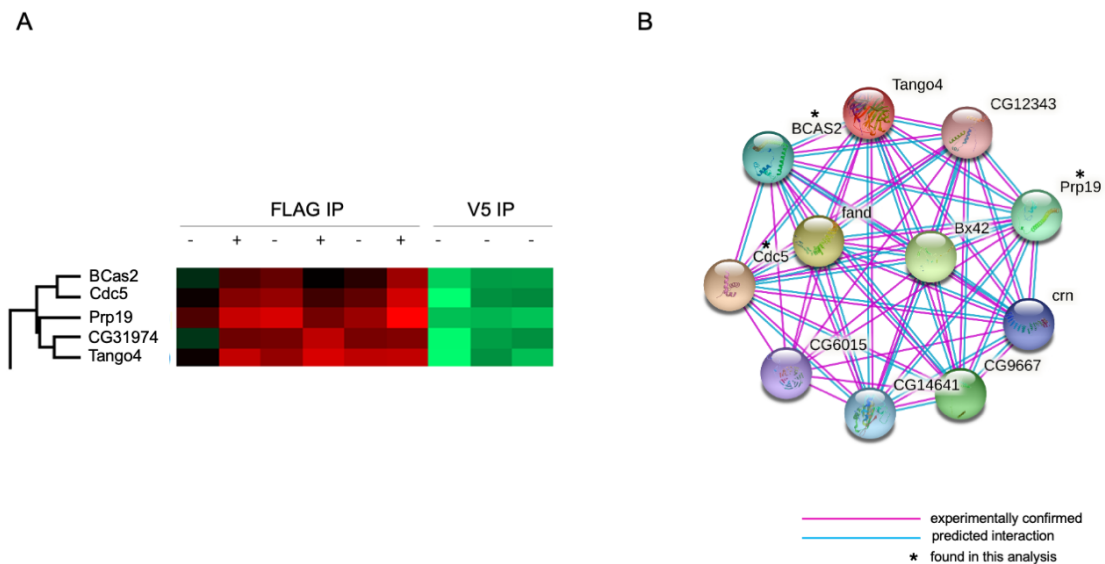 A
FLAG IP
V5 IP
- + - + - + - - -
BCas2
Cdc5
Prp19
CG31974
Tango4
B
Tango4
CG12343
*
BCAS2
*
Prp19
fand
Bx42
*
Cdc5
crn
CG6015
CG9667
CG14641
experimentally confirmed
predicted interaction
* found in this analysis